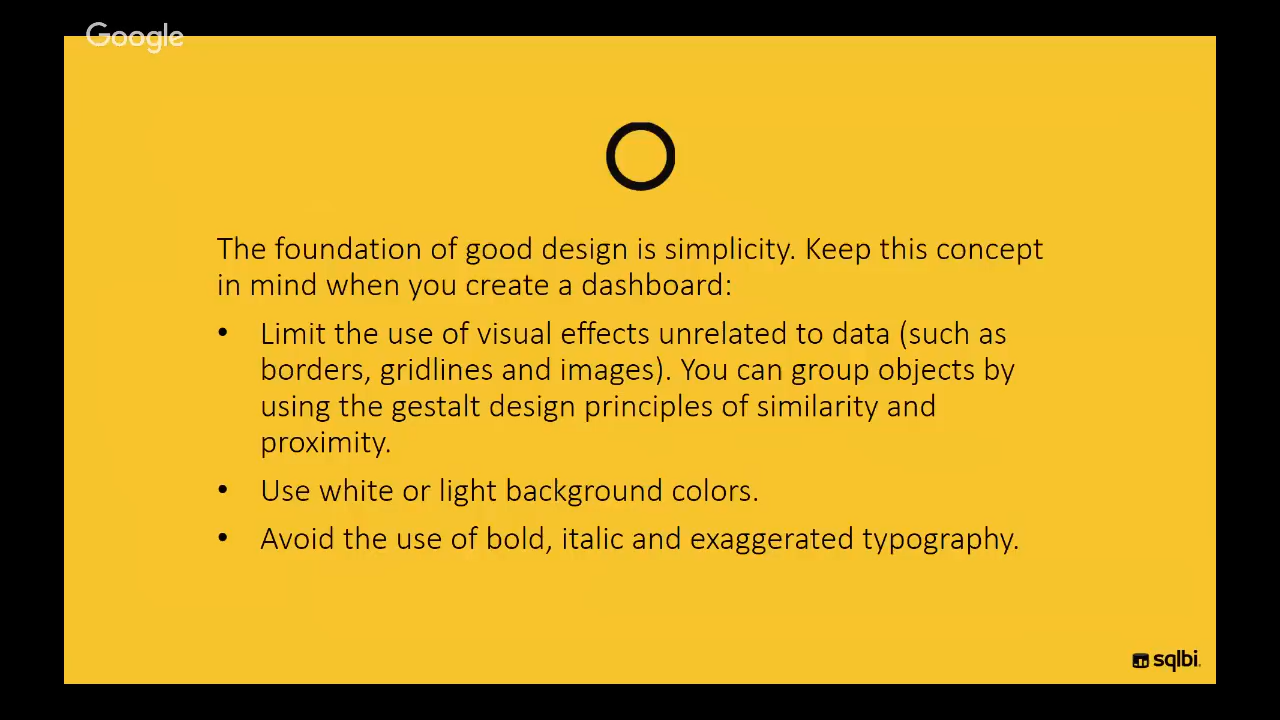 Google
The foundation of good design is simplicity. Keep this concept
in mind when you create a dashboard:
• Limit the use of visual effects unrelated to data (such as
borders, gridlines and images). You can group objects by
using the gestalt design principles of similarity and
proximity.
• Use white or light background colors.
• Avoid the use of bold, italic and exaggerated typography.
sqlbi.